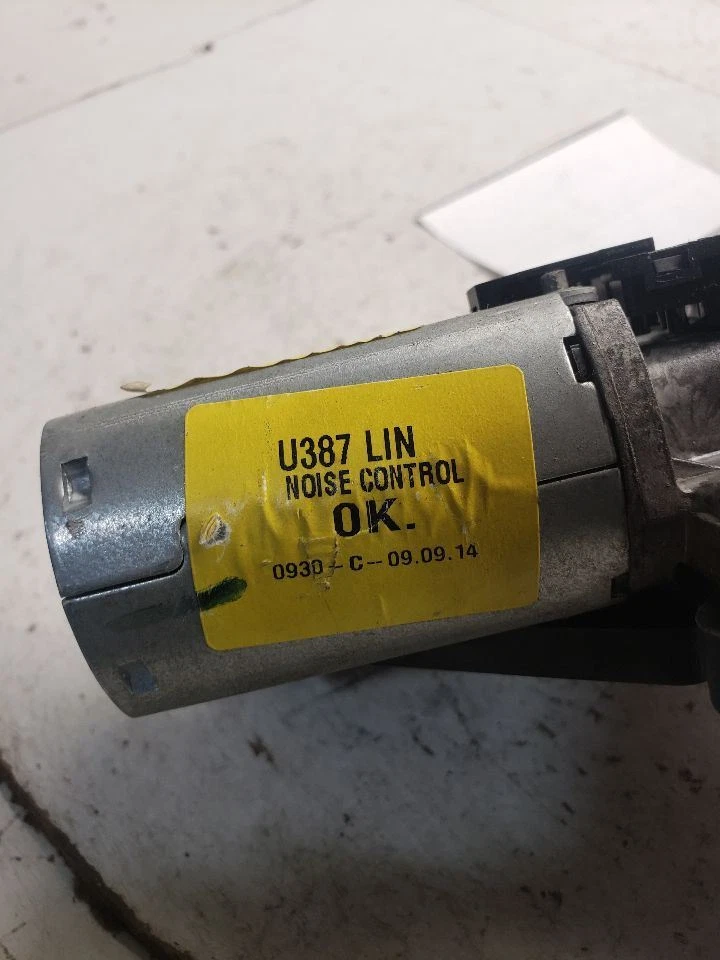 U387 LIN
NOISE CONTROL
OK.
0930-C--09.09.14